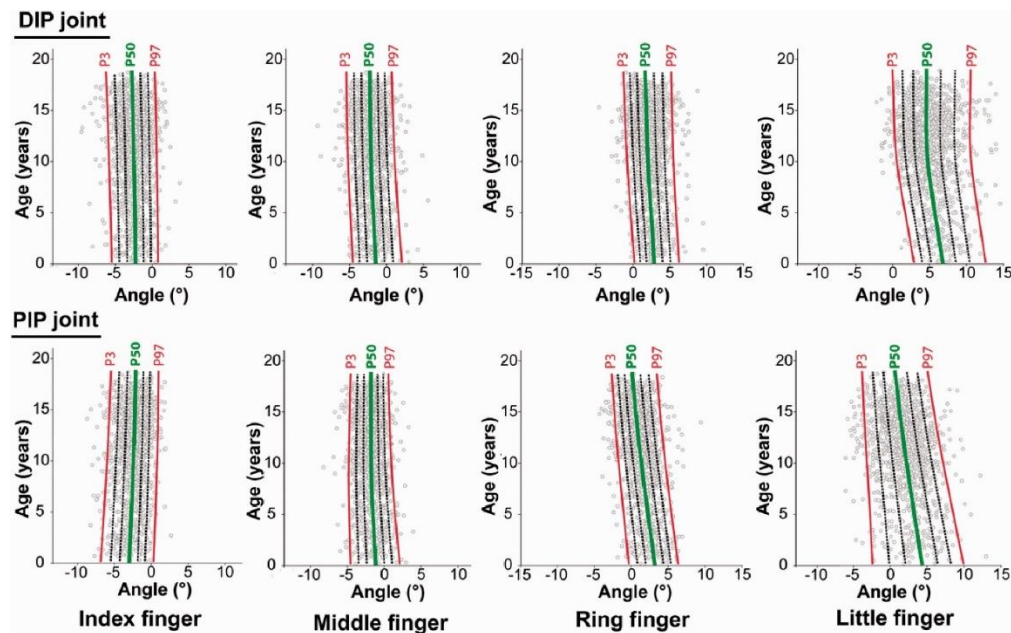 DIP joint
P3 P50 P97
Age (years)
20
15
10
5
0
-10 -5 0 5 10
Angle (°)
P3 P50 P97
Age (years)
20
15
10
5
0
-10 -5 0 5 10
Angle (°)
P3 P50 P97
Age (years)
20
15
10
5
0
-15 -10 -5 0 5 10 15
Angle (°)
P3 P50 P97
Age (years)
20
15
10
5
0
-10 -5 0 5 10 15
Angle (°)
PIP joint
P3 P50 P97
Age (years)
20
15
10
5
0
-10 -5 0 5 10
Angle (°)
Index finger
P3 P50 P97
Age (years)
20
15
10
5
0
-10 -5 0 5 10
Angle (°)
Middle finger
P3 P50 P97
Age (years)
20
15
10
5
0
-15 -10 -5 0 5 10 15
Angle (°)
Ring finger
P3 P50 P97
Age (years)
20
15
10
5
0
-10 -5 0 5 10 15
Angle (°)
Little finger